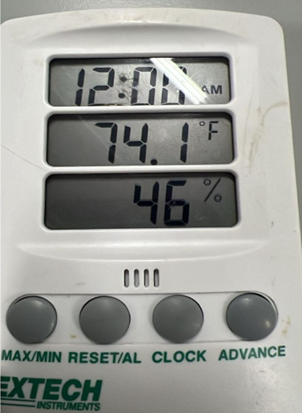 12:00 AM
74.1 °F
46 %
MAX/MIN RESET/AL CLOCK ADVANCE
EXTECH
INSTRUMENTS